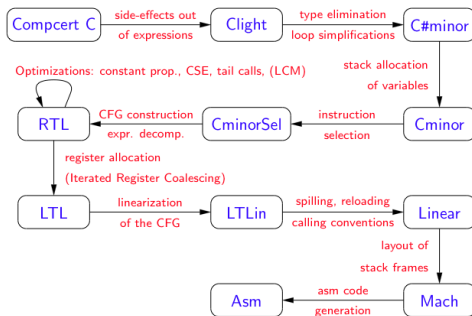 Compcert C
side-effects out
of expressions
Clight
type elimination
loop simplifications
C#minor
Optimizations: constant prop., CSE, tail calls, (LCM)
stack allocation
of variables
RTL
CFG construction
expr. decomp.
CminorSel
instruction
selection
Cminor
register allocation
(Iterated Register Coalescing)
LTL
linearization
of the CFG
LTLin
spilling, reloading
calling conventions
Linear
layout of
stack frames
Asm
asm code
generation
Mach